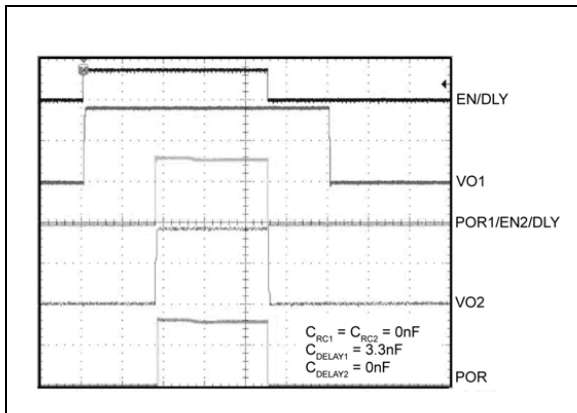 EN/DLY
VO1
POR1/EN2/DLY
VO2
C_RC1 = C_RC2 = 0nF
C_DELAY1 = 3.3nF
C_DELAY2 = 0nF
POR